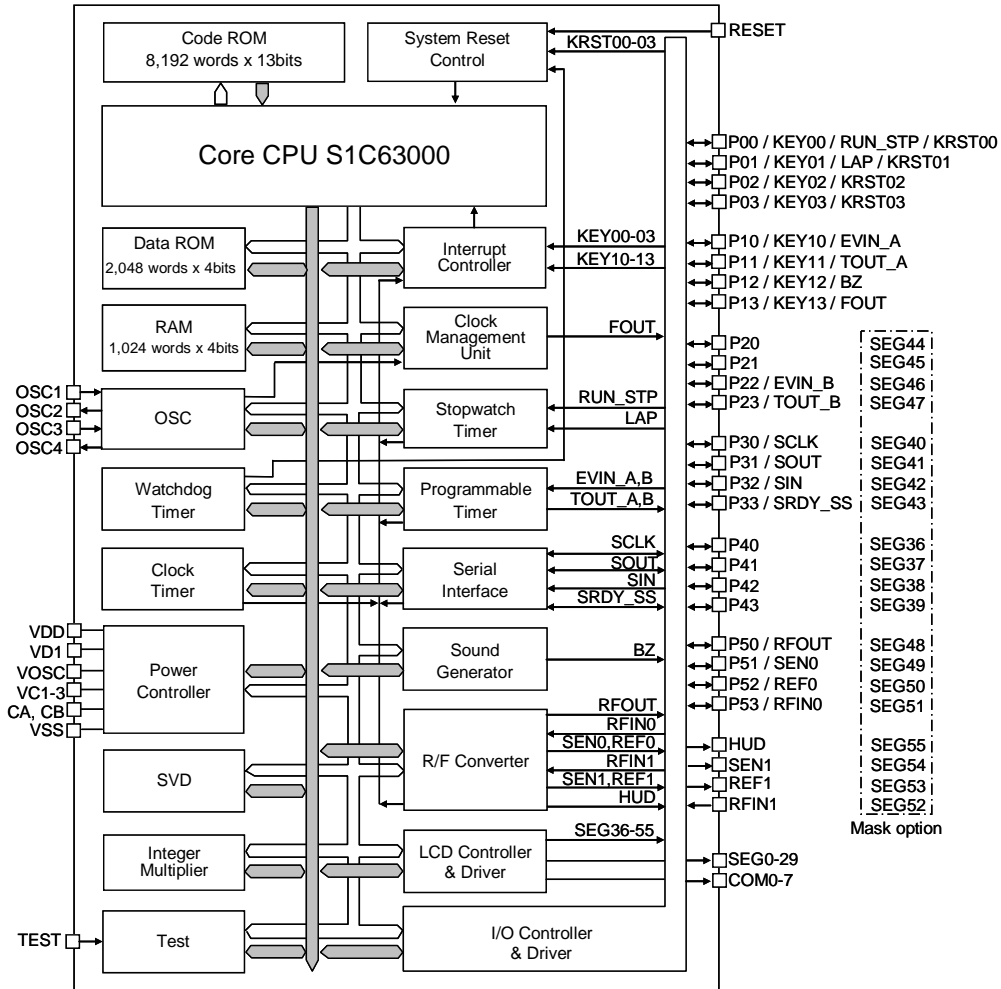 Code ROM
8,192 words x 13bits
System Reset
Control
KRST00-03
RESET
Core CPU S1C63000
P00 / KEY00 / RUN_STP / KRST00
P01 / KEY01 / LAP / KRST01
P02 / KEY02 / KRST02
P03 / KEY03 / KRST03
Data ROM
2,048 words x 4bits
Interrupt
Controller
KEY00-03
KEY10-13
P10 / KEY10 / EVIN_A
P11 / KEY11 / TOUT_A
P12 / KEY12 / BZ
P13 / KEY13 / FOUT
RAM
1,024 words x 4bits
Clock
Management
Unit
FOUT
P20 SEG44
P21 SEG45
P22 / EVIN_B SEG46
P23 / TOUT_B SEG47
OSC1
OSC2
OSC3
OSC4
OSC
Stopwatch
Timer
RUN_STP
LAP
P30 / SCLK SEG40
P31 / SOUT SEG41
P32 / SIN SEG42
P33 / SRDY_SS SEG43
Watchdog
Timer
Programmable
Timer
EVIN_A,B
TOUT_A,B
Clock
Timer
Serial
Interface
SCLK
SOUT
SIN
SRDY_SS
P40 SEG36
P41 SEG37
P42 SEG38
P43 SEG39
VDD
VD1
VOSC
VC1-3
CA, CB
VSS
Power
Controller
Sound
Generator
BZ
P50 / RFOUT SEG48
P51 / SEN0 SEG49
P52 / REF0 SEG50
P53 / RFIN0 SEG51
SVD
R/F Converter
RFOUT
RFIN0
SEN0,REF0
RFIN1
SEN1,REF1
HUD
HUD SEG55
SEN1 SEG54
REF1 SEG53
RFIN1 SEG52
Mask option
Integer
Multiplier
LCD Controller
& Driver
SEG36-55
SEG0-29
COM0-7
TEST
Test
I/O Controller
& Driver